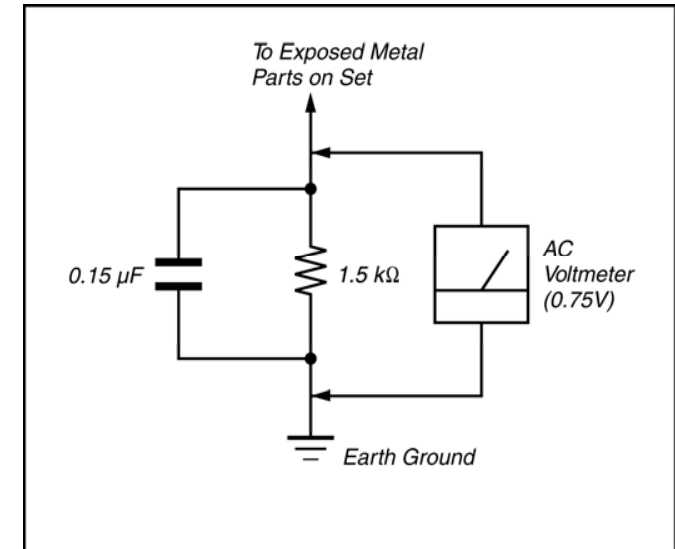 To Exposed Metal
Parts on Set
0.15 μF
1.5 kΩ
AC
Voltmeter
(0.75V)
Earth Ground